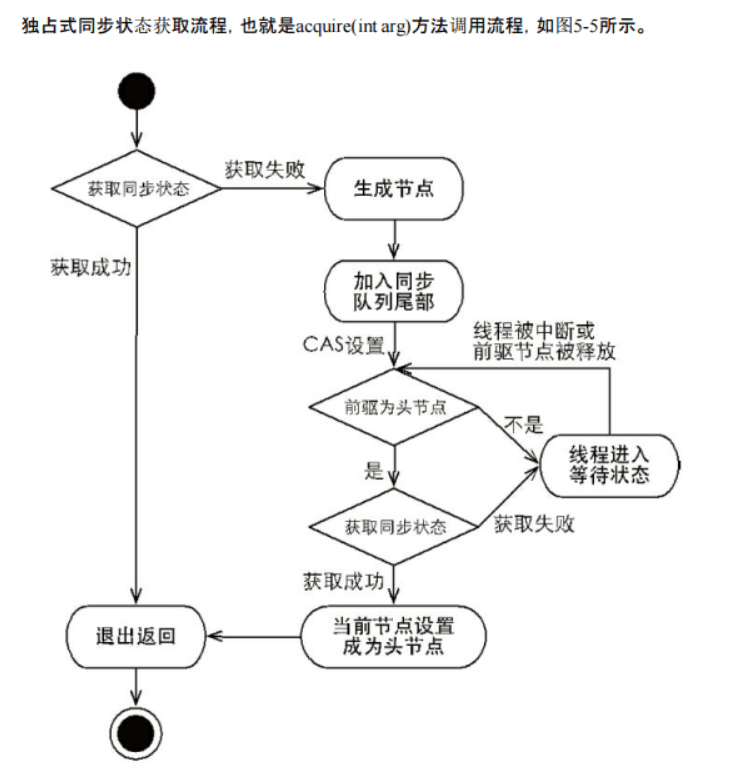 独占式同步状态获取流程，也就是acquire(int arg)方法调用流程，如图5-5所示。
获取同步状态
获取失败
生成节点
获取成功
加入同步
队列尾部
CAS设置
线程被中断或
前驱节点被释放
前驱为头节点
不是
线程进入
等待状态
是
获取同步状态
获取失败
获取成功
退出返回
当前节点设置
成为头节点